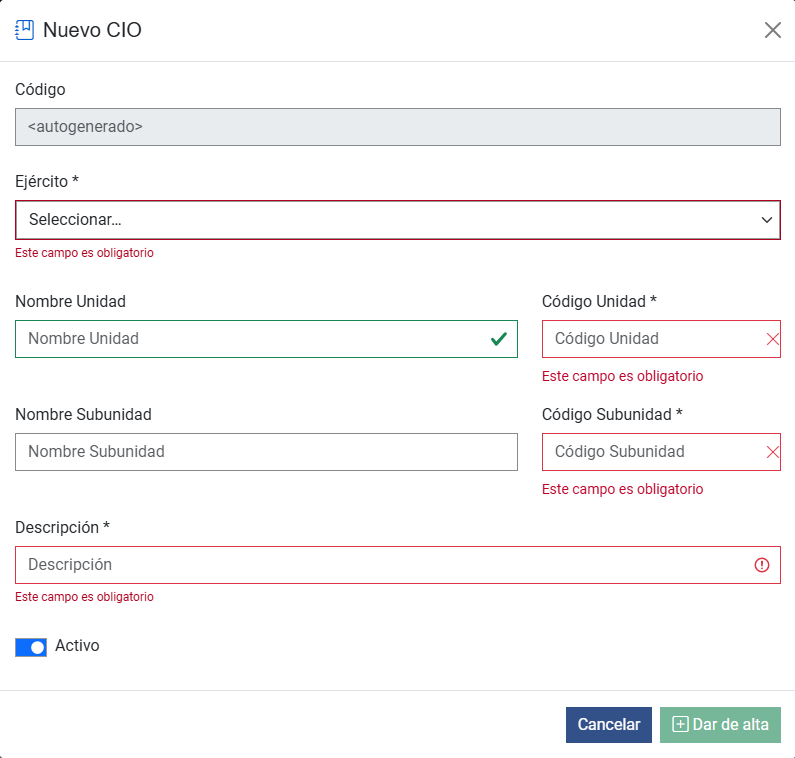 Nuevo CIO
Código
<autogenerado>
Ejército *
Seleccionar...
Este campo es obligatorio
Nombre Unidad
Código Unidad *
Nombre Unidad
Código Unidad
Este campo es obligatorio
Nombre Subunidad
Código Subunidad *
Nombre Subunidad
Código Subunidad
Este campo es obligatorio
Descripción *
Descripción
Este campo es obligatorio
Activo
Cancelar
Dar de alta